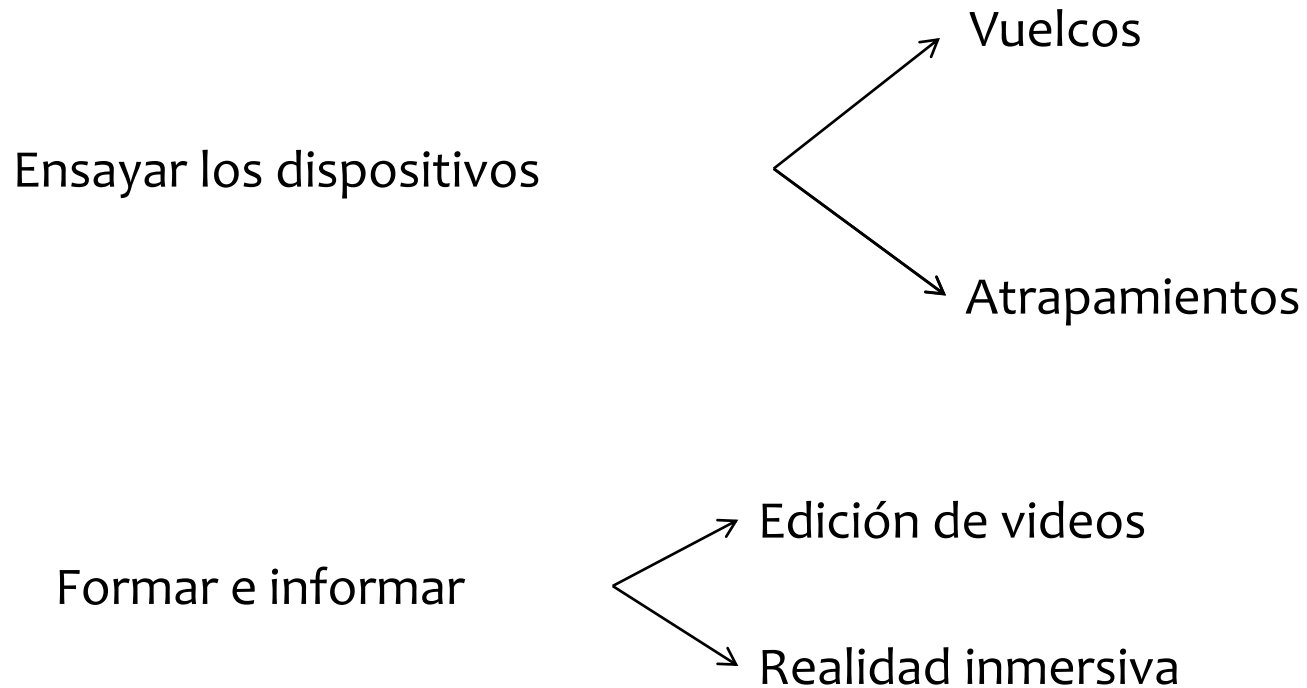 Vuelcos
Ensayar los dispositivos
Atrapamientos
Edición de videos
Formar e informar
Realidad inmersiva